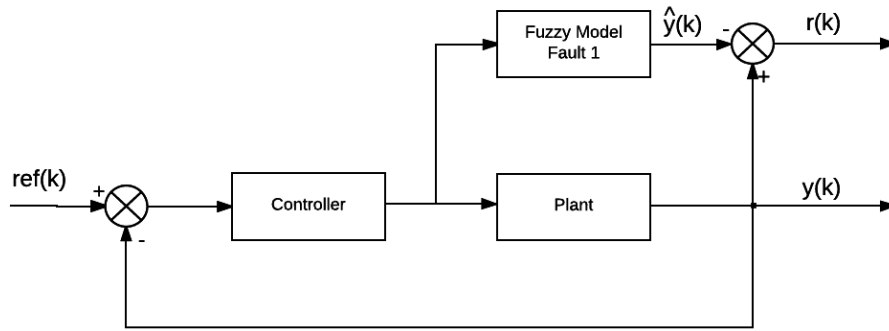 Fuzzy Model
Fault 1
ŷ(k)
-
r(k)
+
ref(k)
+
Controller
Plant
y(k)
-